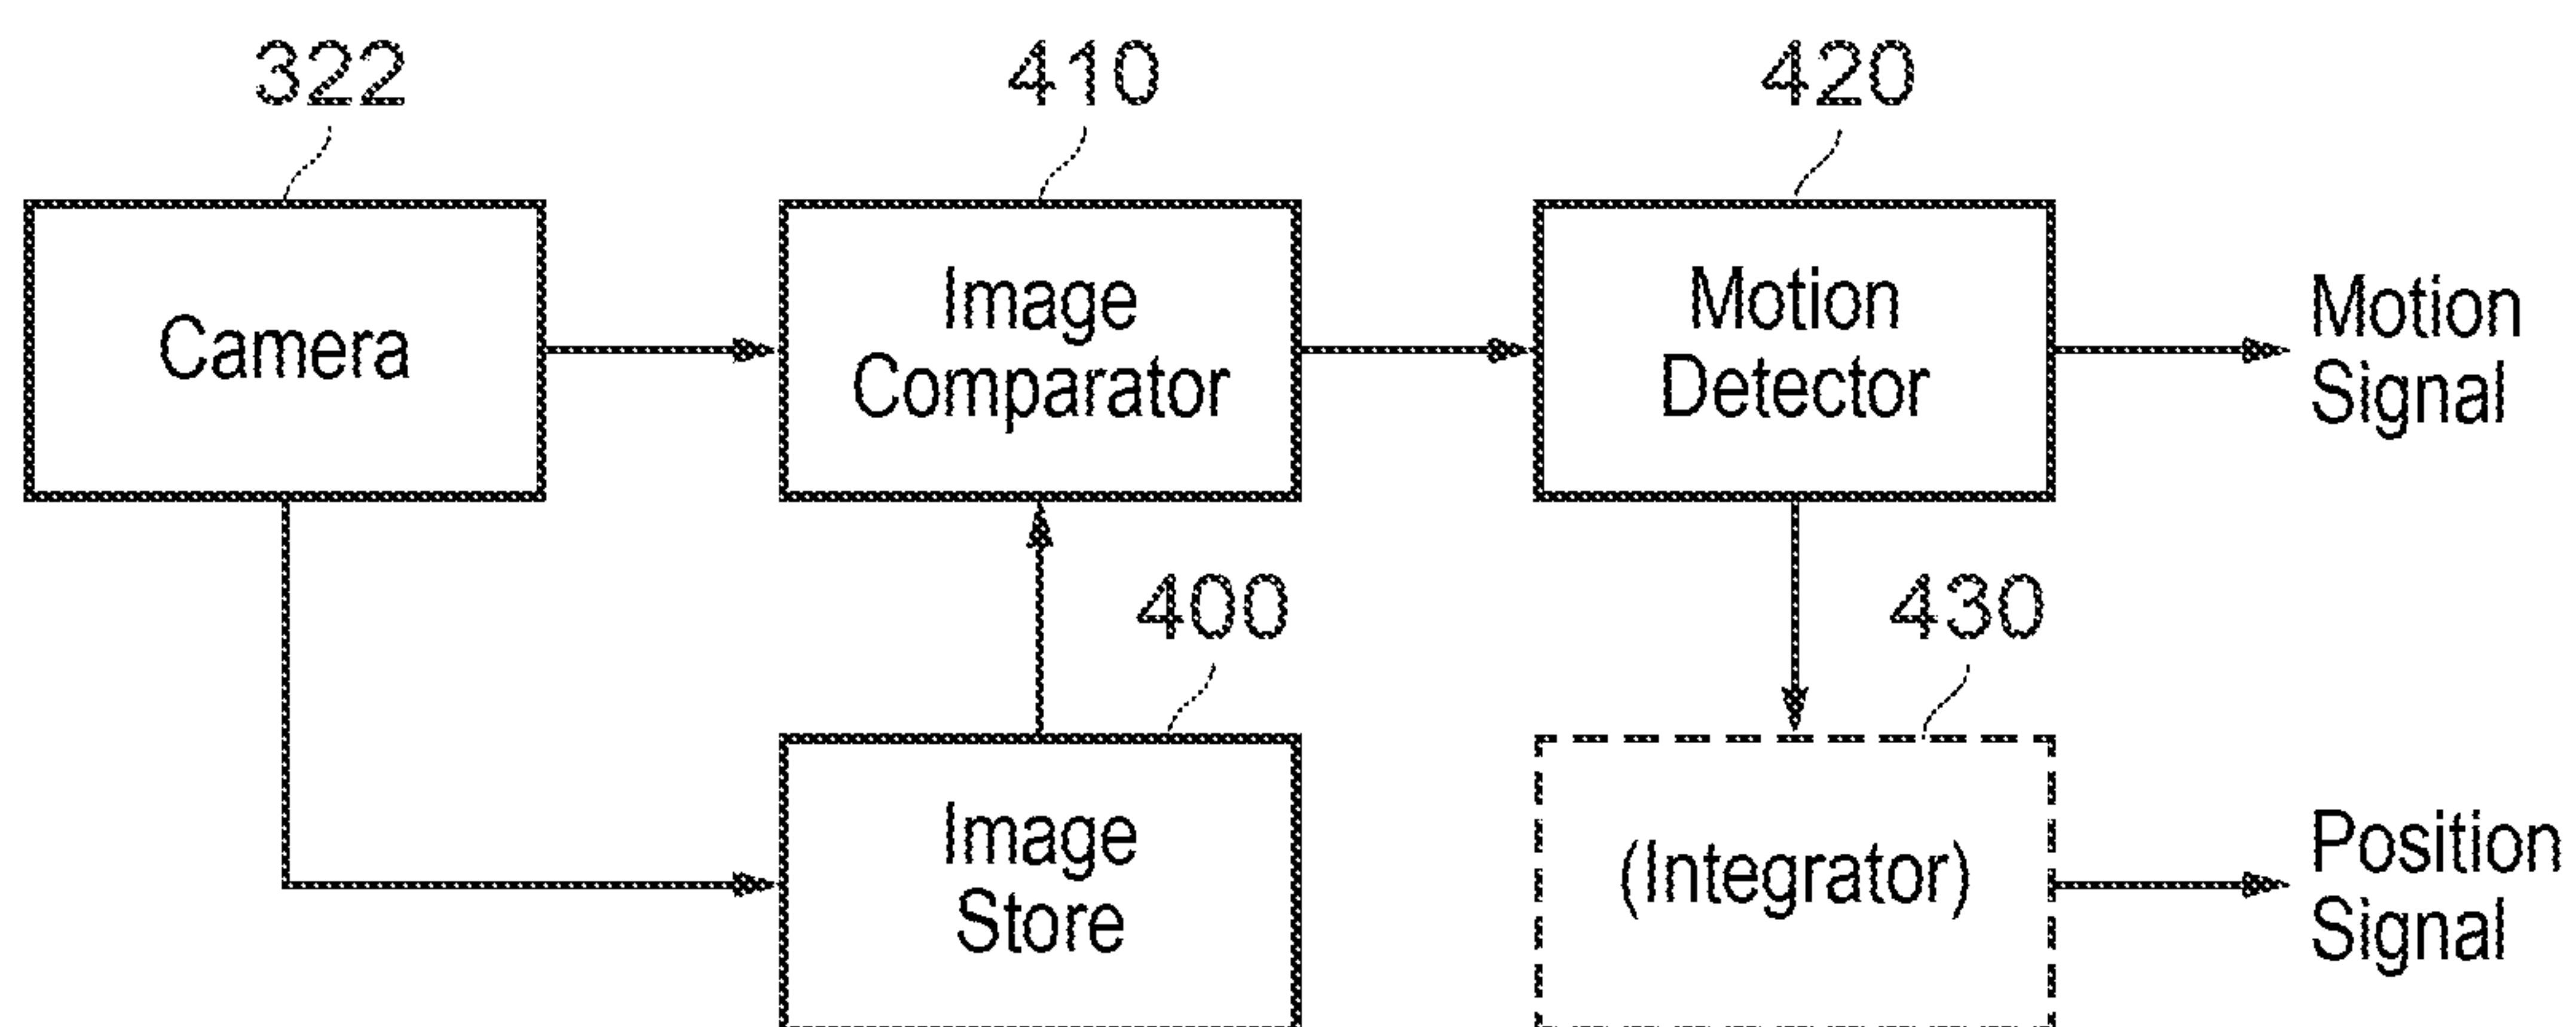 322
410
420
Camera
Image
Comparator
Motion
Detector
Motion
Signal
400
430
Image
Store
(Integrator)
Position
Signal